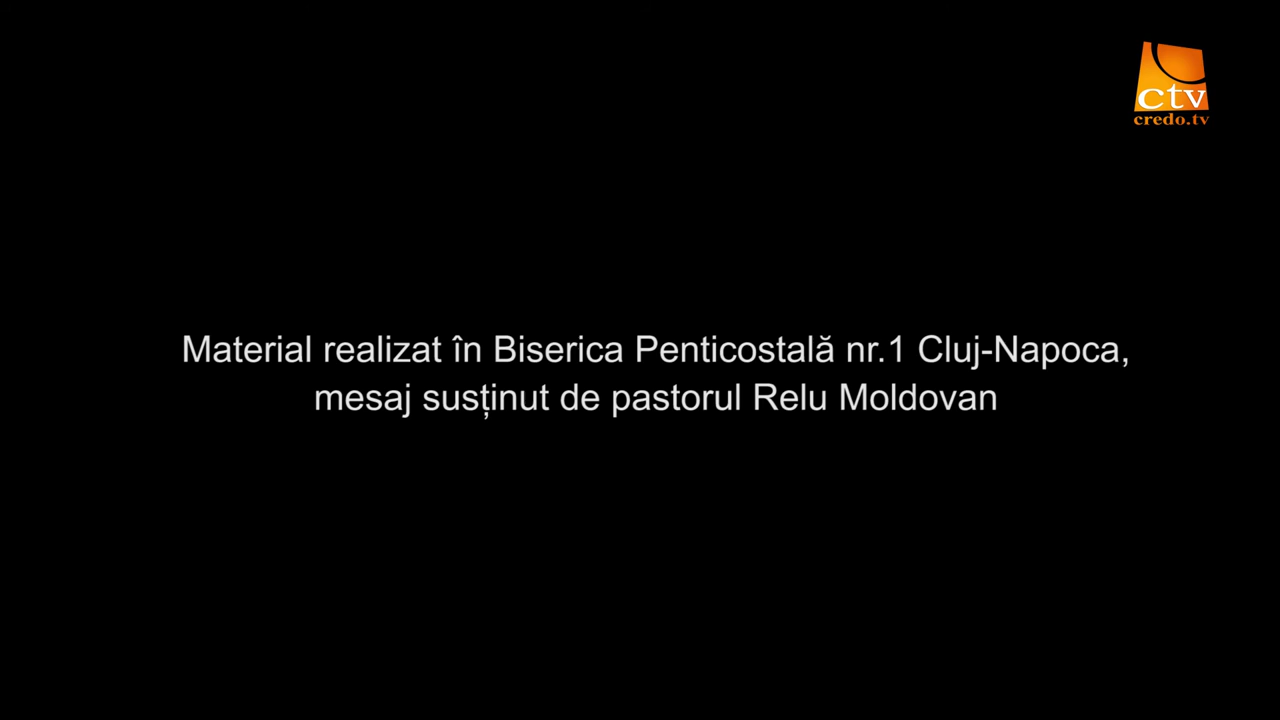 ctv
credo.tv
Material realizat în Biserica Penticostală nr.1 Cluj-Napoca,
mesaj susținut de pastorul Relu Moldovan